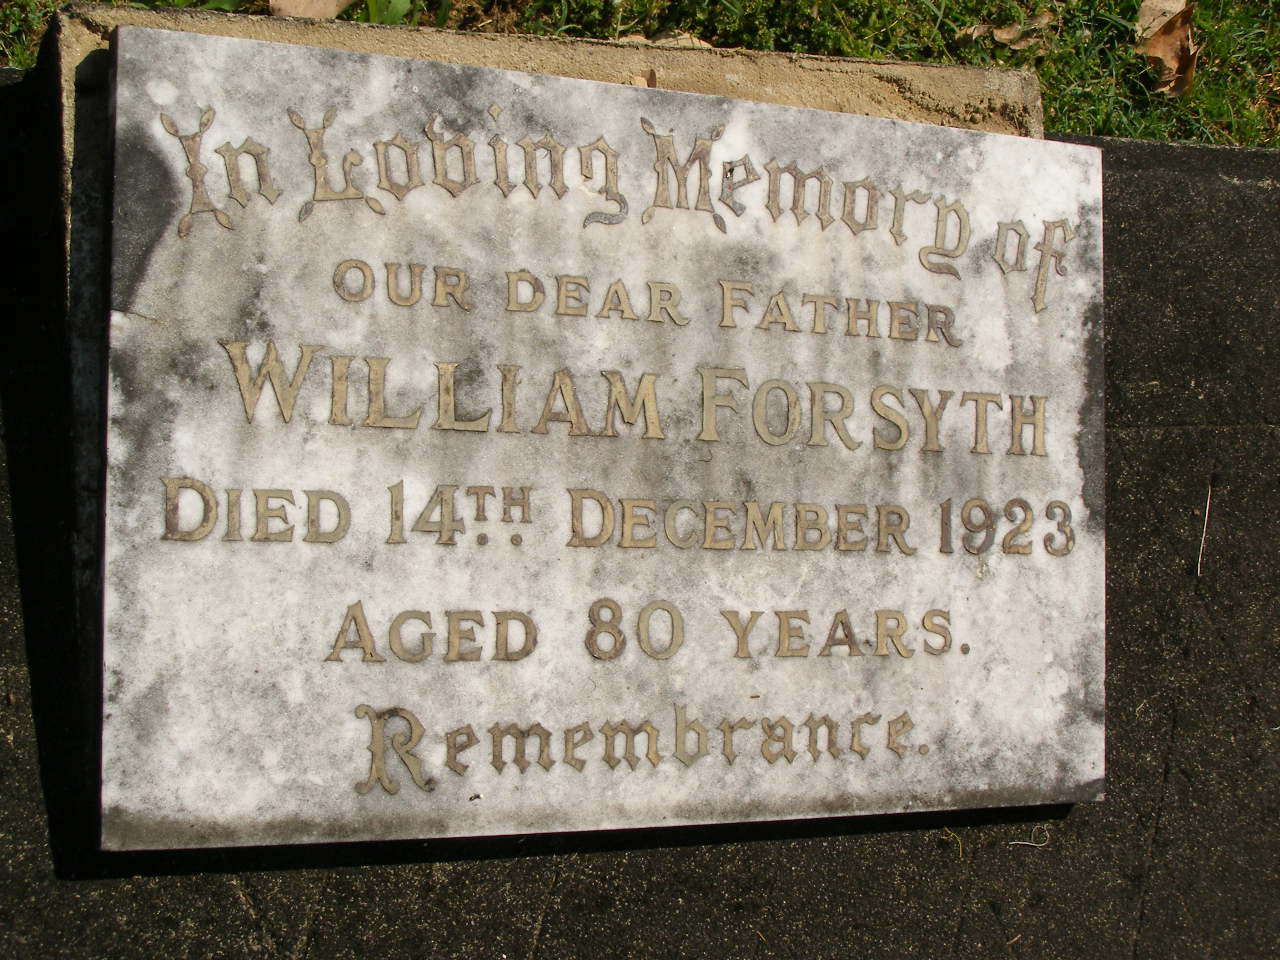 In Loving Memory of
OUR DEAR FATHER
WILLIAM FORSYTH
DIED 14TH DECEMBER 1923
AGED 80 YEARS.
Remembrance.